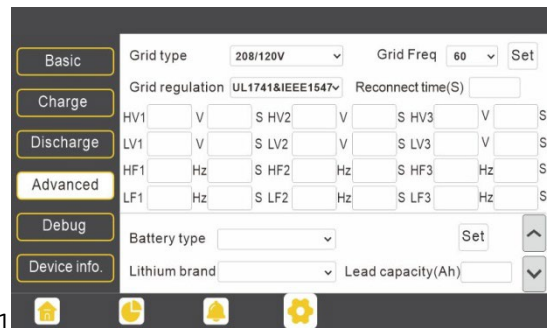 Basic
Charge
Discharge
Advanced
Debug
Device info.
Grid type 208/120V Grid Freq 60 Set
Grid regulation UL1741&IEEE1547 Reconnect time(S)
HV1 V S HV2 V S HV3 V S
LV1 V S LV2 V S LV3 V S
HF1 Hz S HF2 Hz S HF3 Hz S
LF1 Hz S LF2 Hz S LF3 Hz S
Battery type Set
Lithium brand Lead capacity(Ah)
1